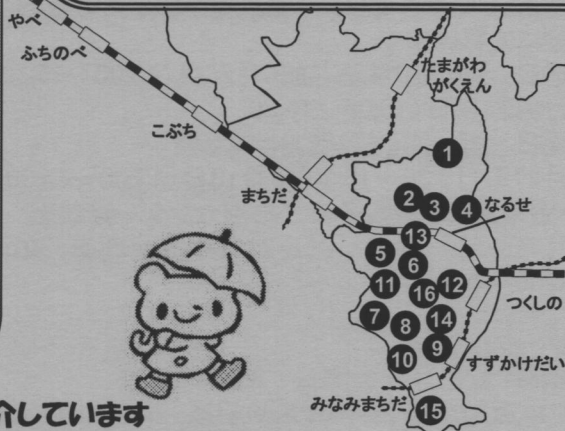 やべ
ふちのべ
たまがわ
がくえん
こぶち
1
まちだ
2
3
4
なるせ
13
5
6
11
16
12
つくしの
7
8
14
10
9
すずかけだい
みなみまちだ
15
介しています